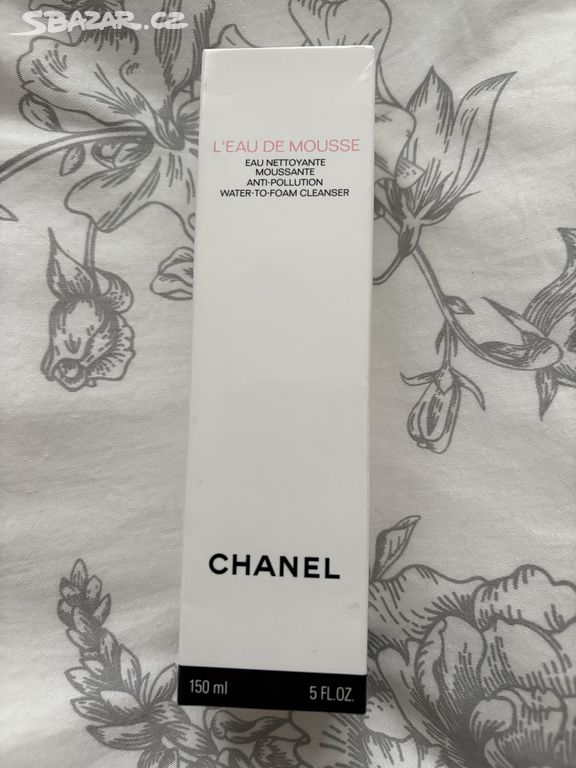 SBAZAR.CZ
L'EAU DE MOUSSE
EAU NETTOYANTE
MOUSSANTE
ANTI-POLLUTION
WATER-TO-FOAM CLEANSER
CHANEL
150 ml 5 FL.OZ.